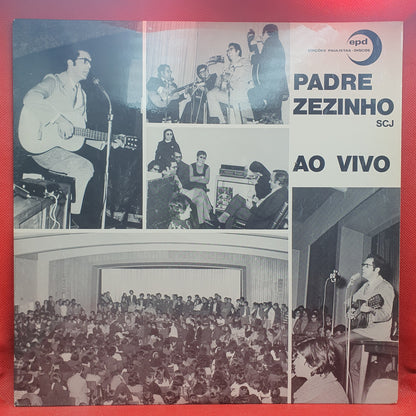 epd
EDIÇÕES PAULINAS-DISCOS
PADRE
ZEZINHO
SCJ
AO VIVO